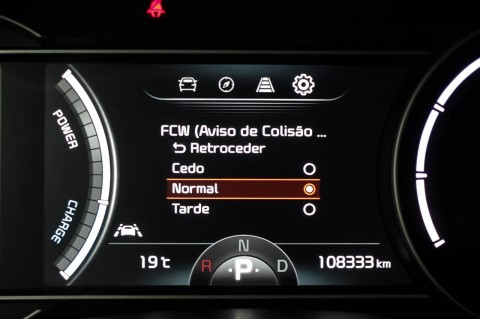 FCW (Aviso de Colisão ...
Retroceder
Cedo
Normal
Tarde
POWER
CHARGE
19℃
N
R P D
108333 km